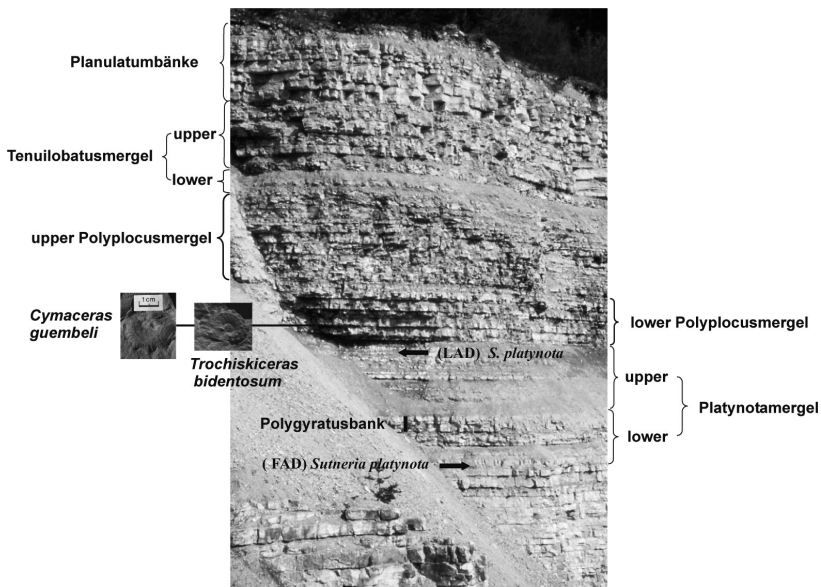 Planulatumbänke
upper
Tenuilobatusmergel
lower
upper Polyplocusmergel
1cm
Cymaceras
guembeli
Trochiskiceras
bidentosum
lower Polyplocusmergel
(LAD) S. platynota
upper
Platynotamergel
Polygyratusbank
lower
( FAD) Sutneria platynota